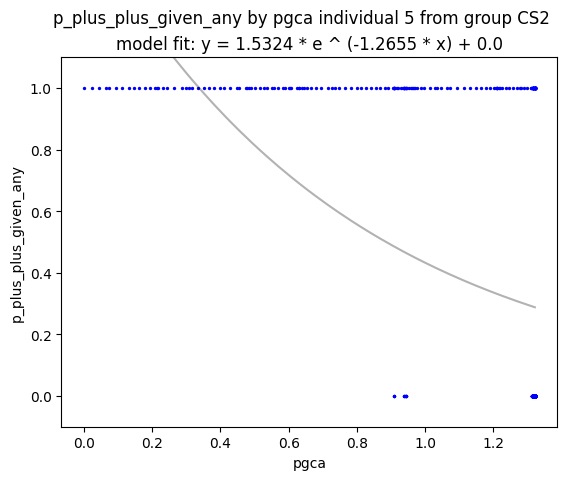 p_plus_plus_given_any by pgca individual 5 from group CS2
model fit: y = 1.5324 * e ^ (-1.2655 * x) + 0.0
p_plus_plus_given_any
1.0
0.8
0.6
0.4
0.2
0.0
0.0 0.2 0.4 0.6 0.8 1.0 1.2
pgca